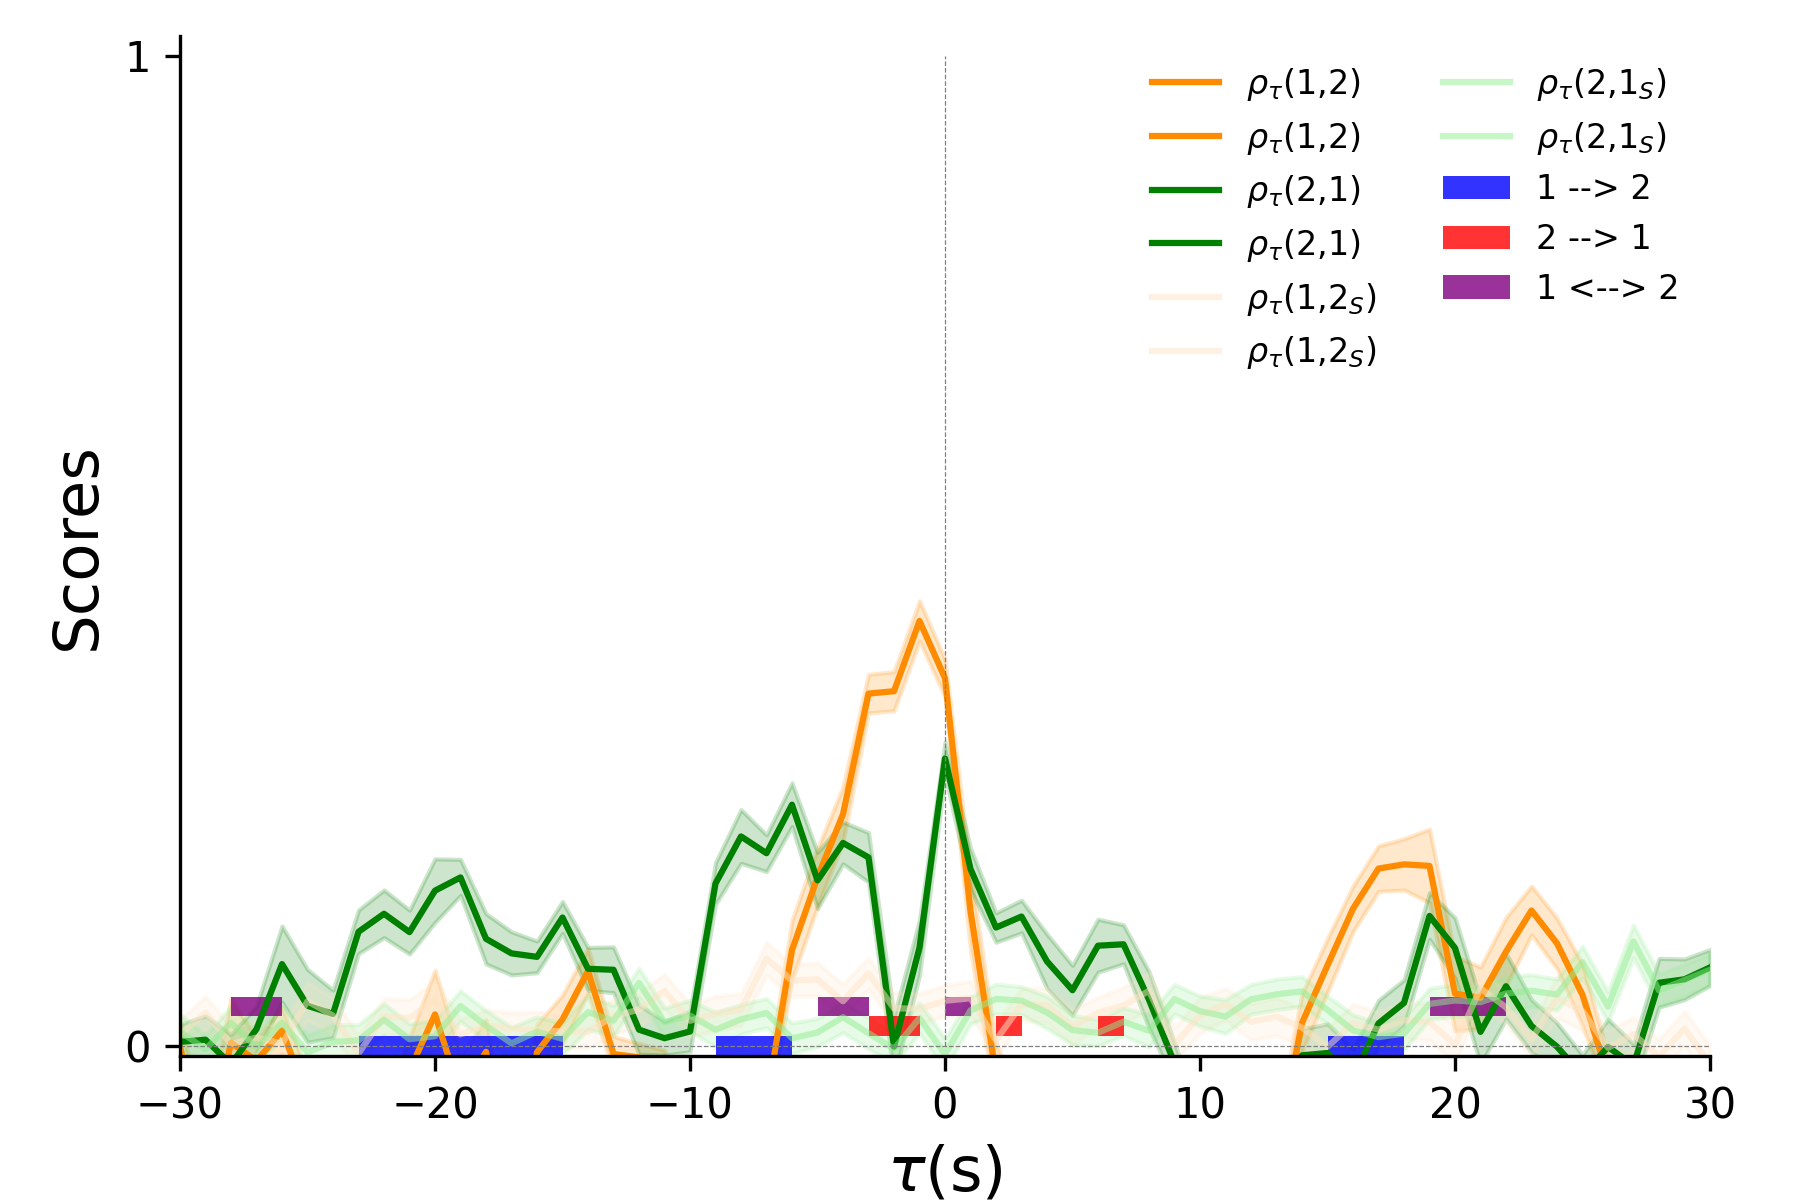 1
ρτ(1,2)
ρτ(1,2)
ρτ(2,1)
ρτ(2,1)
ρτ(1,2S)
ρτ(1,2S)
ρτ(2,1S)
ρτ(2,1S)
1 --> 2
2 --> 1
1 <--> 2
Scores
0
−30 −20 −10 0 10 20 30
τ(s)